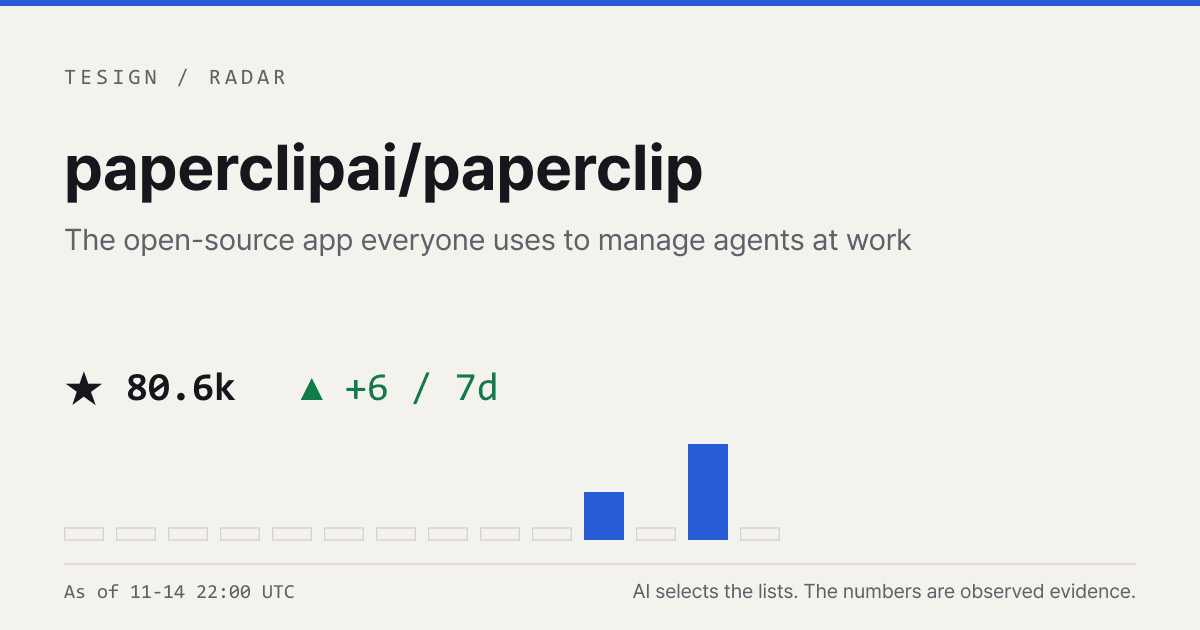 TESIGN / RADAR
paperclipai/paperclip
The open-source app everyone uses to manage agents at work
★ 80.6k ▲ +6 / 7d
As of 11-14 22:00 UTC
AI selects the lists. The numbers are observed evidence.